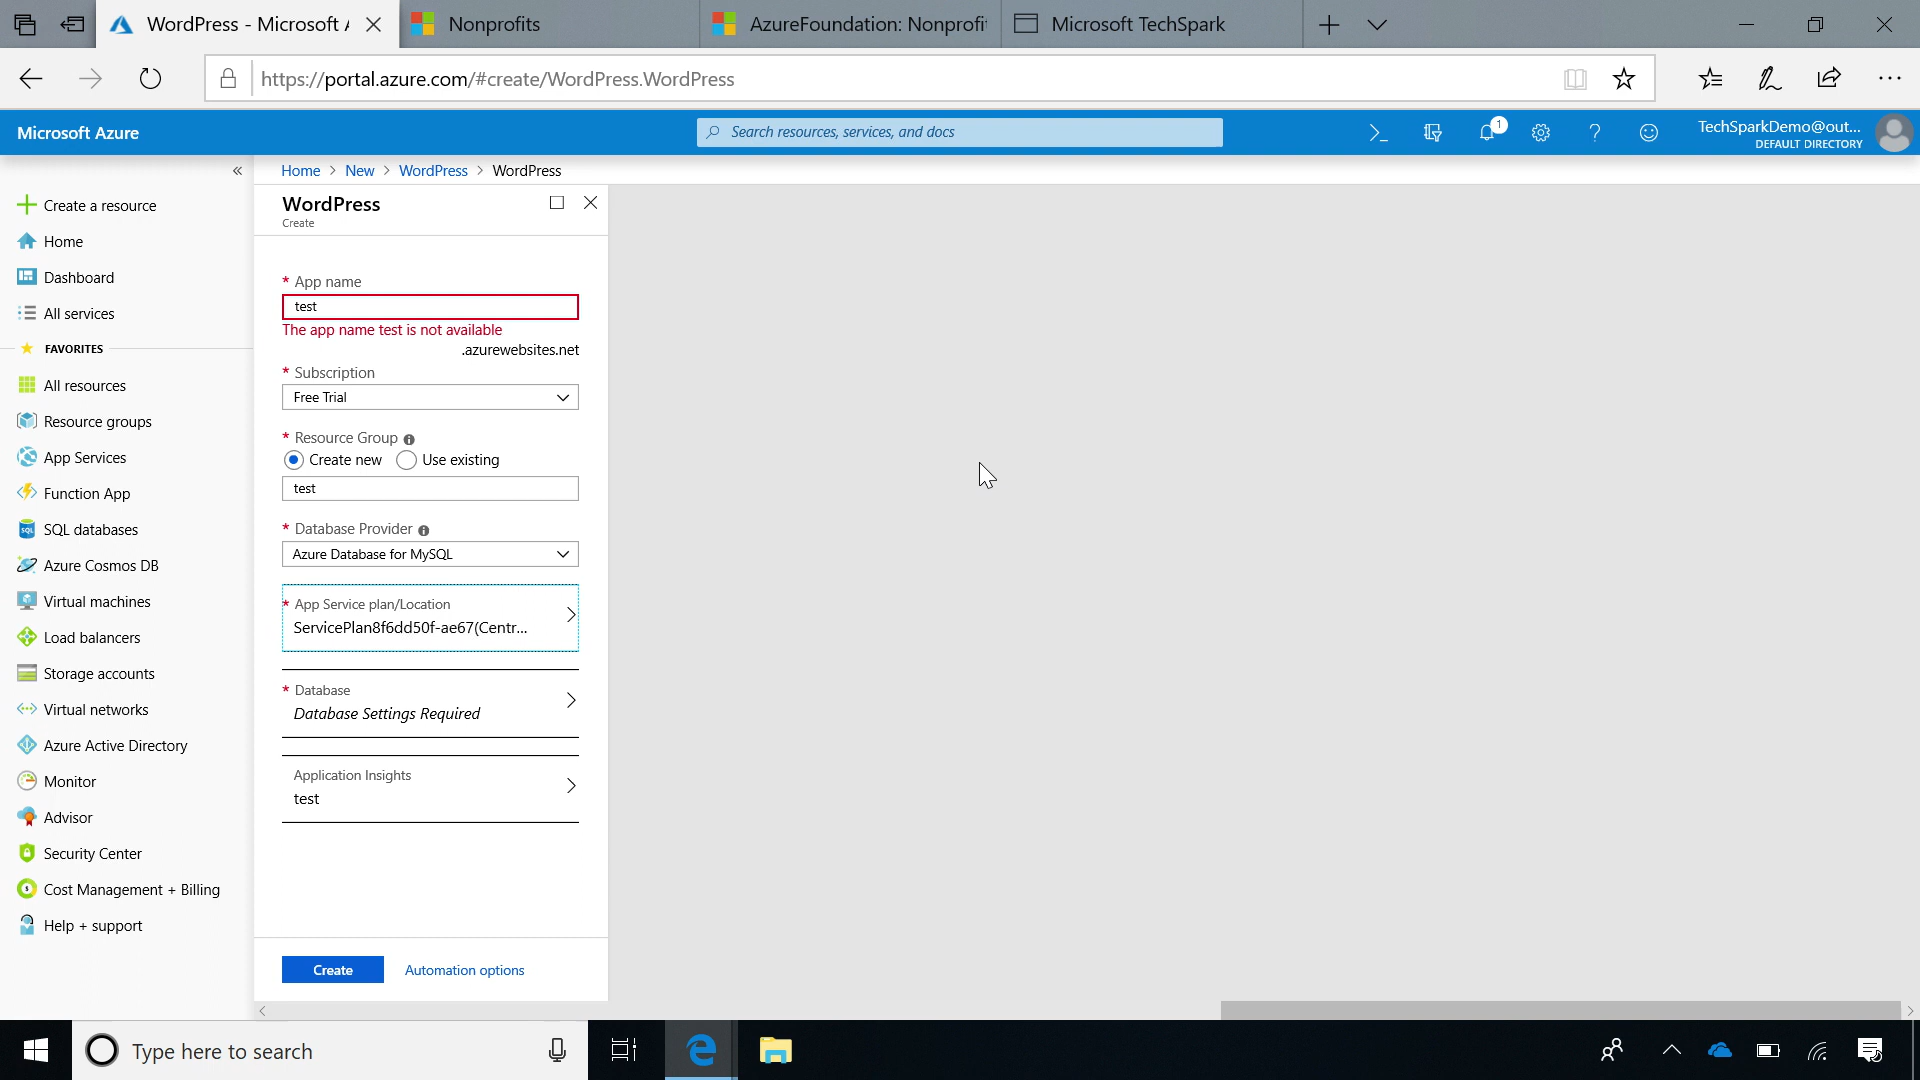 WordPress - Microsoft A
Nonprofits
AzureFoundation: Nonprofit
Microsoft TechSpark
https://portal.azure.com/#create/WordPress.WordPress
Microsoft Azure
Search resources, services, and docs
1
TechSparkDemo@out...
DEFAULT DIRECTORY
Home > New > WordPress > WordPress
Create a resource
Home
Dashboard
All services
FAVORITES
All resources
Resource groups
App Services
Function App
SQL databases
Azure Cosmos DB
Virtual machines
Load balancers
Storage accounts
Virtual networks
Azure Active Directory
Monitor
Advisor
Security Center
Cost Management + Billing
Help + support
WordPress
Create
* App name
test
The app name test is not available
.azurewebsites.net
* Subscription
Free Trial
* Resource Group
Create new Use existing
test
* Database Provider
Azure Database for MySQL
* App Service plan/Location
ServicePlan8f6dd50f-ae67(Centr...
* Database
Database Settings Required
Application Insights
test
Create Automation options
Type here to search